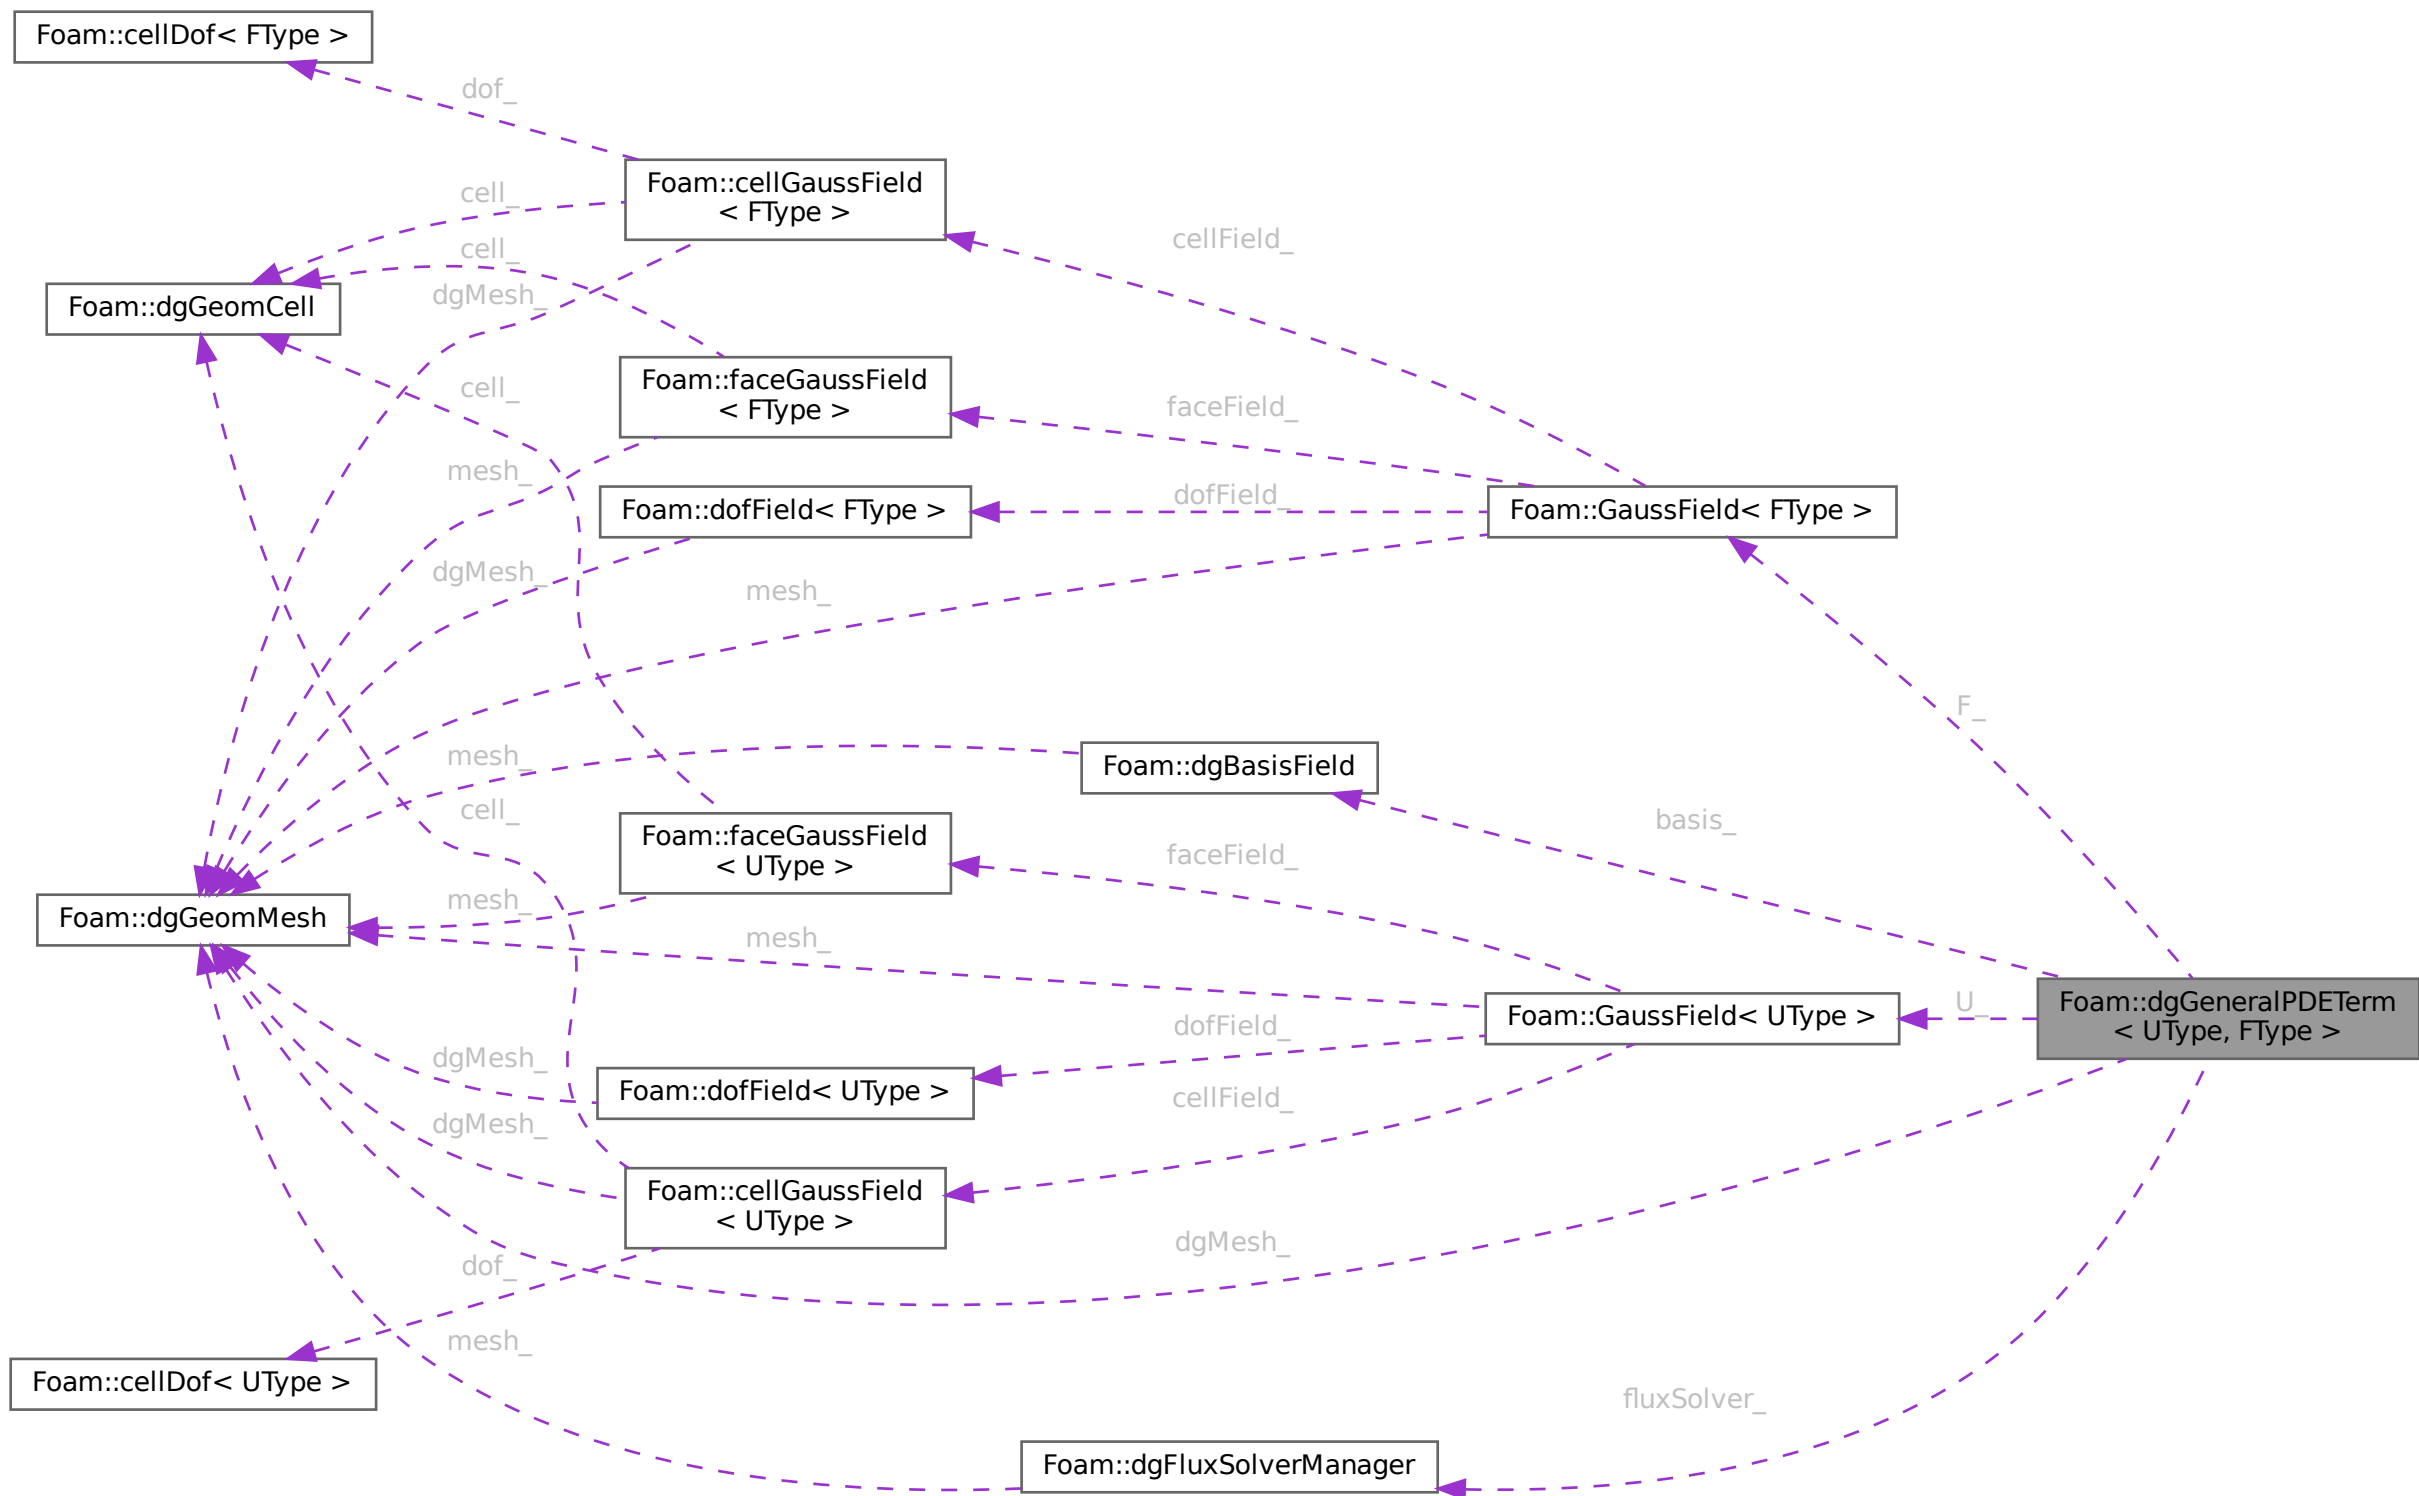 Foam::cellDof< FType >
dof_
Foam::cellGaussField
< FType >
cell_
cellField_
cell_
dgMesh_
Foam::dgGeomCell
Foam::faceGaussField
< FType >
cell_
faceField_
mesh_
dofField_
Foam::dofField< FType >
Foam::GaussField< FType >
dgMesh_
mesh_
F_
mesh_
Foam::dgBasisField
cell_
basis_
Foam::faceGaussField
< UType >
faceField_
mesh_
Foam::dgGeomMesh
mesh_
U_
Foam::dgGeneralPDETerm
< UType, FType >
Foam::GaussField< UType >
dofField_
dgMesh_
Foam::dofField< UType >
cellField_
dgMesh_
Foam::cellGaussField
< UType >
dgMesh_
dof_
mesh_
Foam::cellDof< UType >
fluxSolver_
Foam::dgFluxSolverManager